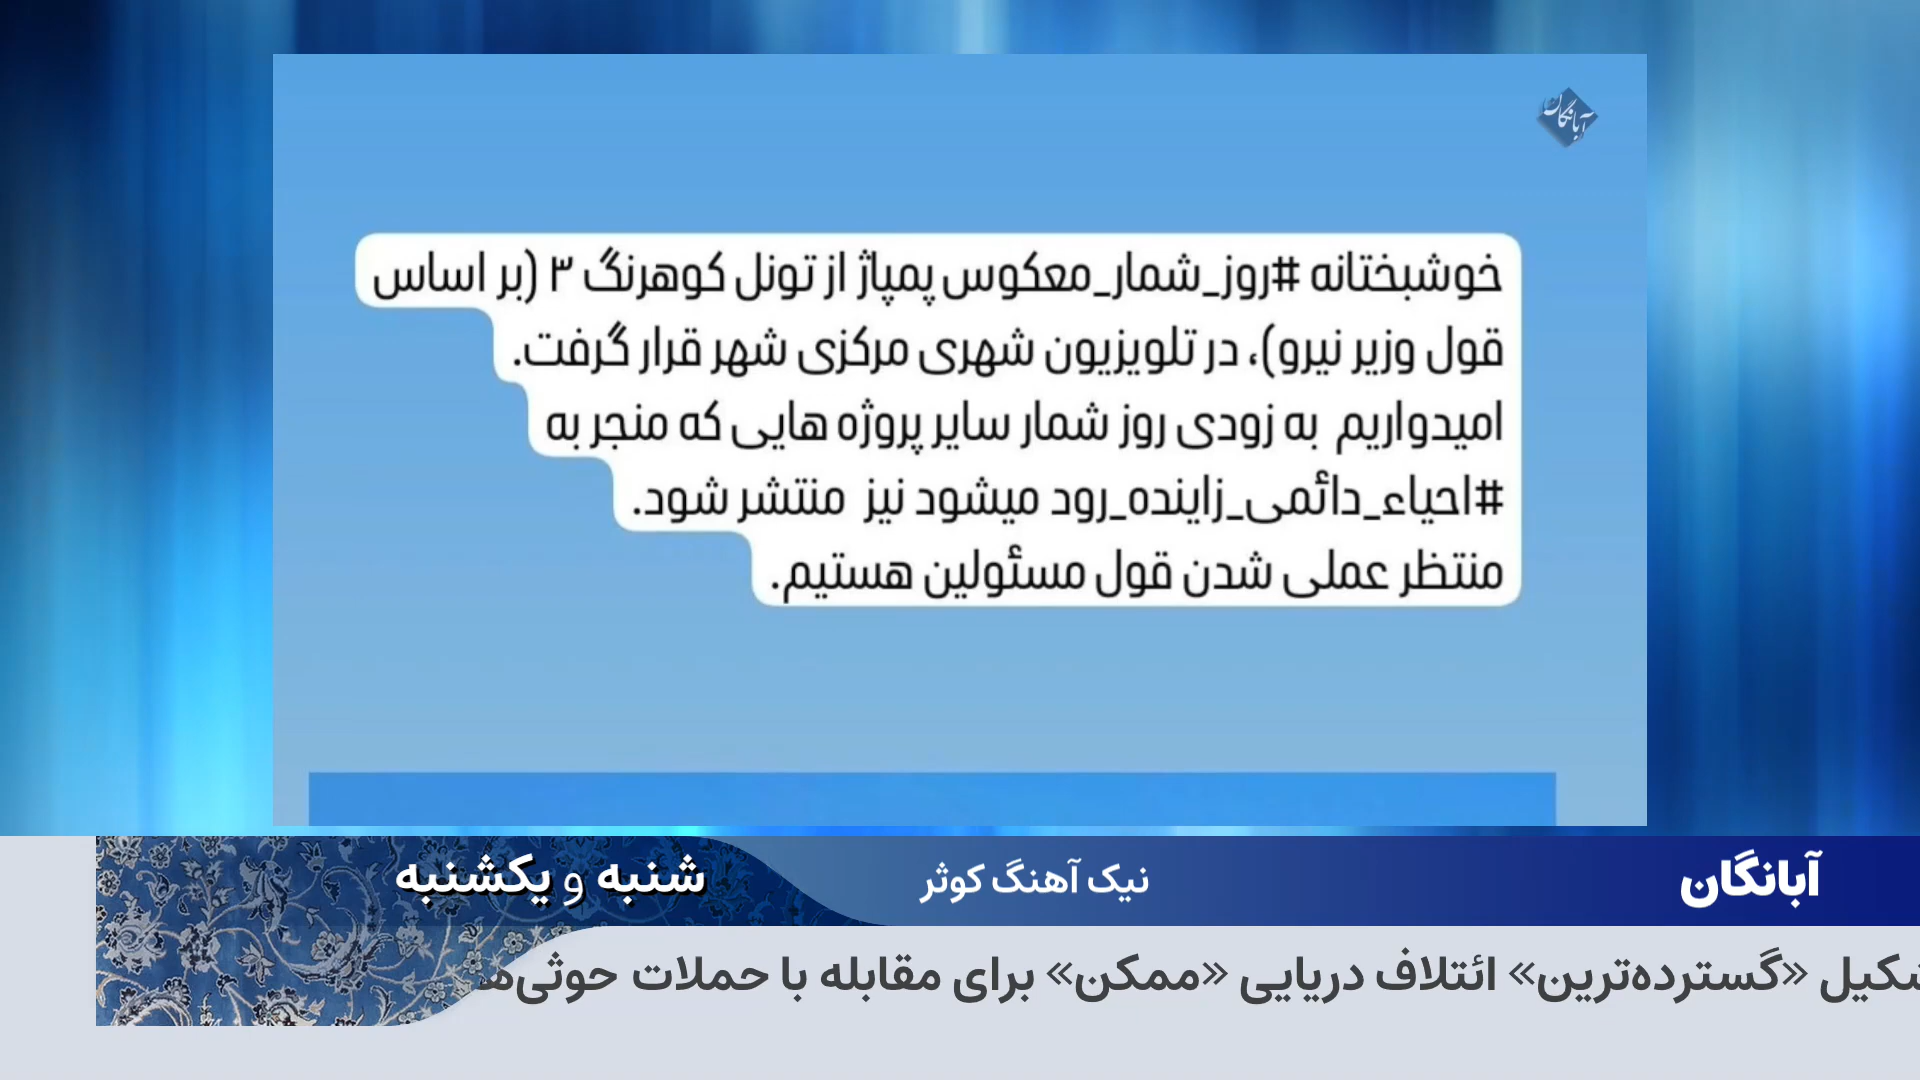 آبانگان
خوشبختانه #روز_شمار_معکوس پمپاژ از تونل کوهرنگ ۳ (بر اساس
قول وزیر نیرو)، در تلویزیون شهری مرکزی شهر قرار گرفت.
امیدواریم به زودی روز شمار سایر پروژه هایی که منجر به
#احیاء_دائمی_زاینده_رود میشود نیز منتشر شود.
منتظر عملی شدن قول مسئولین هستیم.
آبانگان نیک آهنگ کوثر شنبه و یکشنبه
«گسترده‌ترین» ائتلاف دریایی «ممکن» برای مقابله با حملات